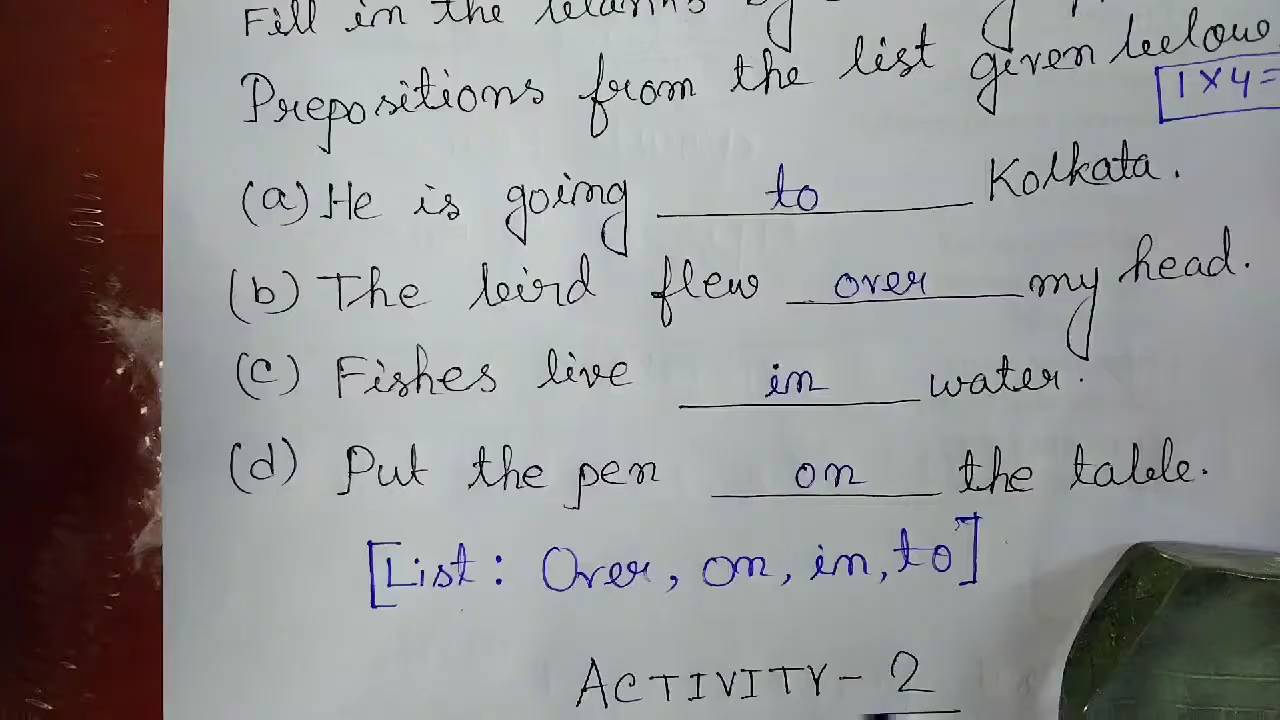 Fill in the blanks by
Prepositions from the list given below
1×4=
(a) He is going to Kolkata.
(b) The bird flew over my head.
(c) Fishes live in water.
(d) Put the pen on the table.
[List: Over, on, in, to]
ACTIVITY-2